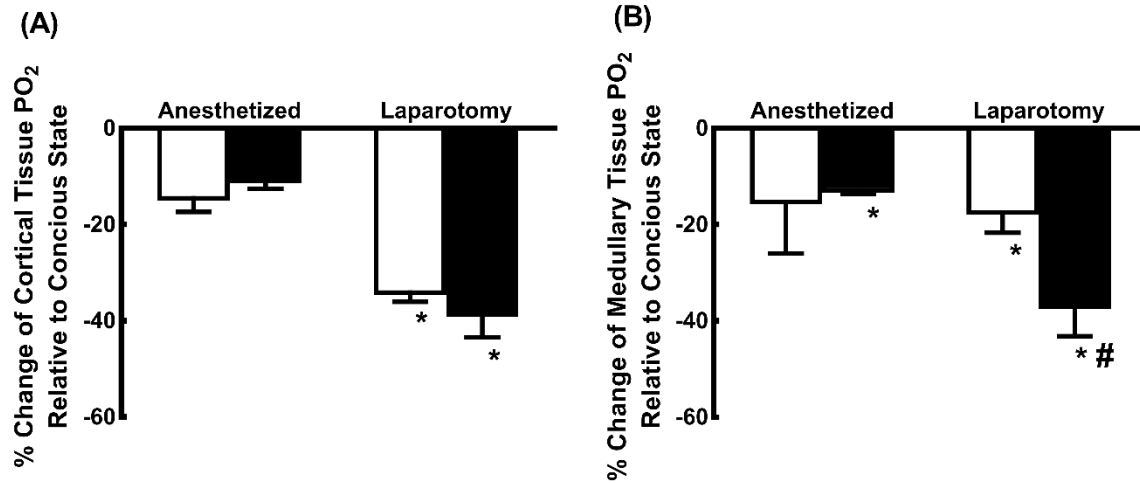 (A)
% Change of Cortical Tissue PO2
Relative to Concious State
Anesthetized
Laparotomy
0
-20
-40
-60
*
*
(B)
% Change of Medullary Tissue PO2
Relative to Concious State
Anesthetized
Laparotomy
0
-20
-40
-60
*
*
* #